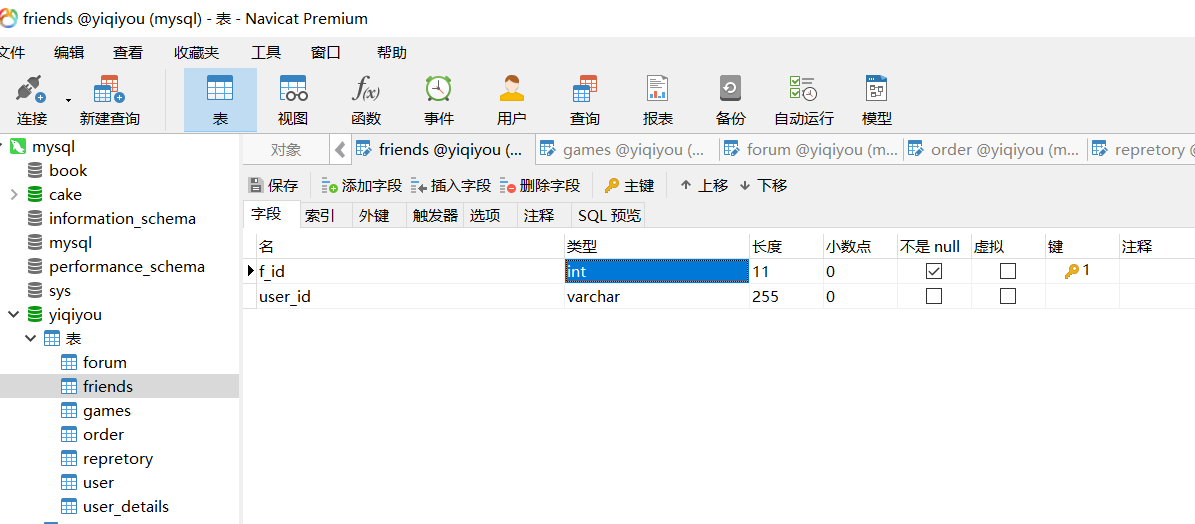 friends @yiqiyou (mysql) - 表 - Navicat Premium
文件 编辑 查看 收藏夹 工具 窗口 帮助
连接 新建查询 表 视图 函数 事件 用户 查询 报表 备份 自动运行 模型
f(x)
mysql
book
cake
information_schema
mysql
performance_schema
sys
yiqiyou
表
forum
friends
games
order
repretory
user
user_details
对象 friends @yiqiyou (... games @yiqiyou (... forum @yiqiyou (m... order @yiqiyou (m... repretory @
保存 添加字段 插入字段 删除字段 主键 上移 下移
字段 索引 外键 触发器 选项 注释 SQL 预览
名 类型 长度 小数点 不是 null 虚拟 键 注释
f_id int 11 0 1
user_id varchar 255 0